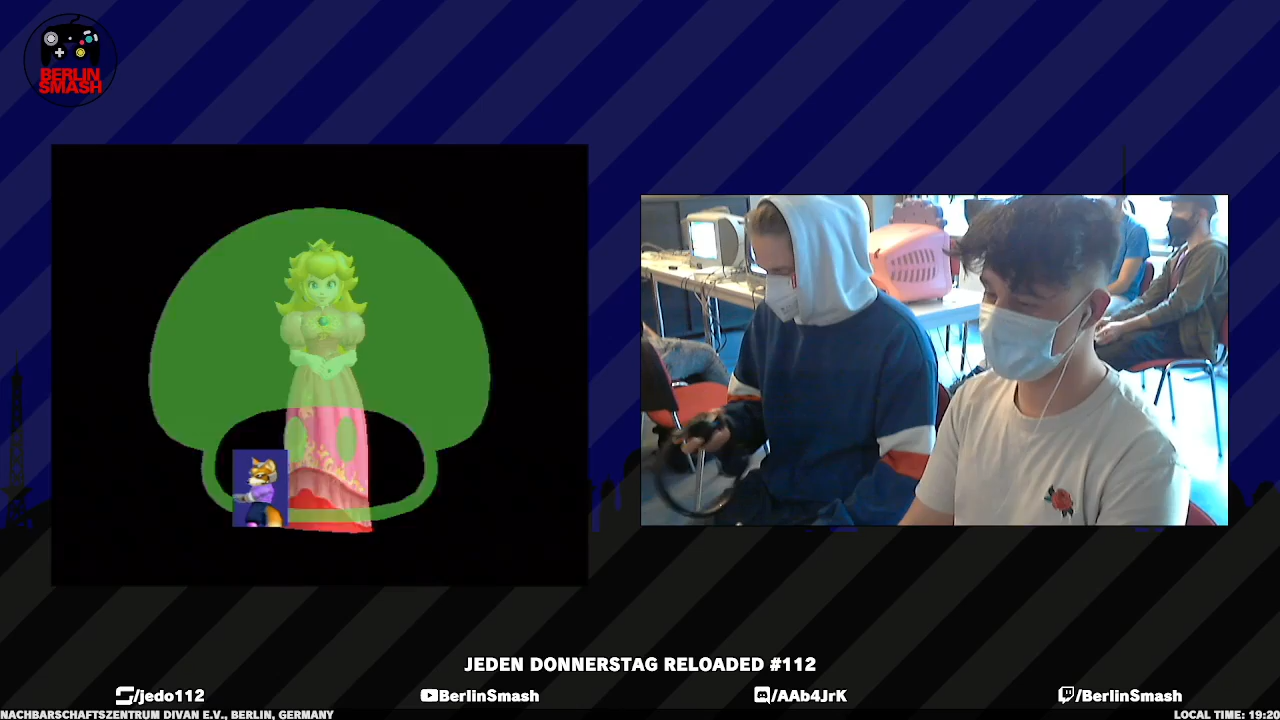 BERLIN
SMASH
JEDEN DONNERSTAG RELOADED #112
/jedo112
BerlinSmash
/AAb4JrK
/BerlinSmash
NACHBARSCHAFTSZENTRUM DIVAN E.V., BERLIN, GERMANY
LOCAL TIME: 19:20